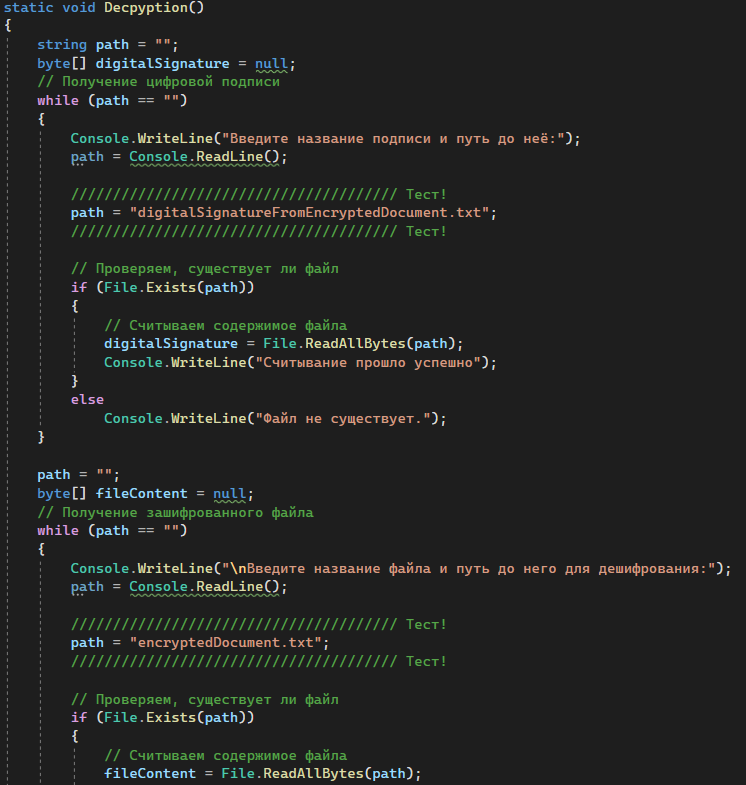 static void Decpyption()
{
string path = "";
byte[] digitalSignature = null;
// Получение цифровой подписи
while (path == "")
{
Console.WriteLine("Введите название подписи и путь до неё:");
path = Console.ReadLine();
/////////////////////////////////////// Тест!
path = "digitalSignatureFromEncryptedDocument.txt";
/////////////////////////////////////// Тест!
// Проверяем, существует ли файл
if (File.Exists(path))
{
// Считываем содержимое файла
digitalSignature = File.ReadAllBytes(path);
Console.WriteLine("Считывание прошло успешно");
}
else
Console.WriteLine("Файл не существует.");
}
path = "";
byte[] fileContent = null;
// Получение зашифрованного файла
while (path == "")
{
Console.WriteLine("\nВведите название файла и путь до него для дешифрования:");
path = Console.ReadLine();
/////////////////////////////////////// Тест!
path = "encryptedDocument.txt";
/////////////////////////////////////// Тест!
// Проверяем, существует ли файл
if (File.Exists(path))
{
// Считываем содержимое файла
fileContent = File.ReadAllBytes(path);